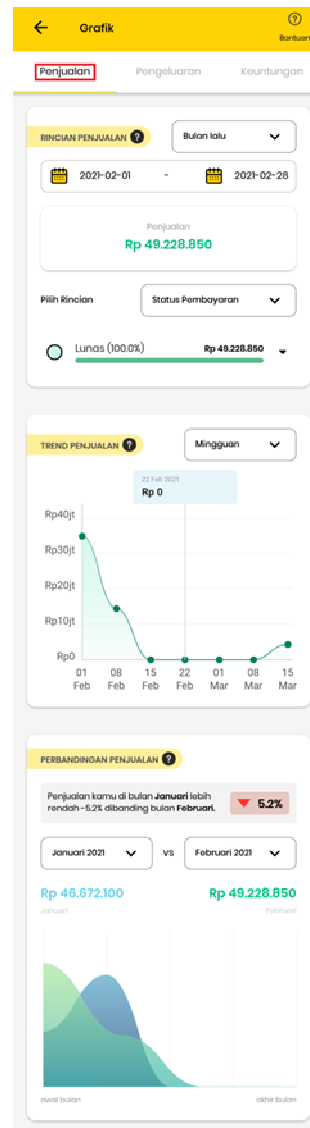 Grafik
Bantuan
Penjualan Pengeluaran Keuntungan
RINCIAN PENJUALAN ? Bulan lalu
2021-02-01 - 2021-02-28
Penjualan
Rp 49.228.850
Pilih Rincian Status Pembayaran
Lunas (100.0%) Rp 49.228.850
TREND PENJUALAN ? Mingguan
22 Feb 2021
Rp 0
Rp40jt
Rp30jt
Rp20jt
Rp10jt
Rp0
01 08 15 22 01 08 15
Feb Feb Feb Feb Mar Mar Mar
PERBANDINGAN PENJUALAN ?
Penjualan kamu di bulan Januari lebih
rendah -5.2% dibanding bulan Februari.
5.2%
Januari 2021 vs Februari 2021
Rp 46.672.100 Rp 49.228.850
Januari Februari
awal bulan akhir bulan